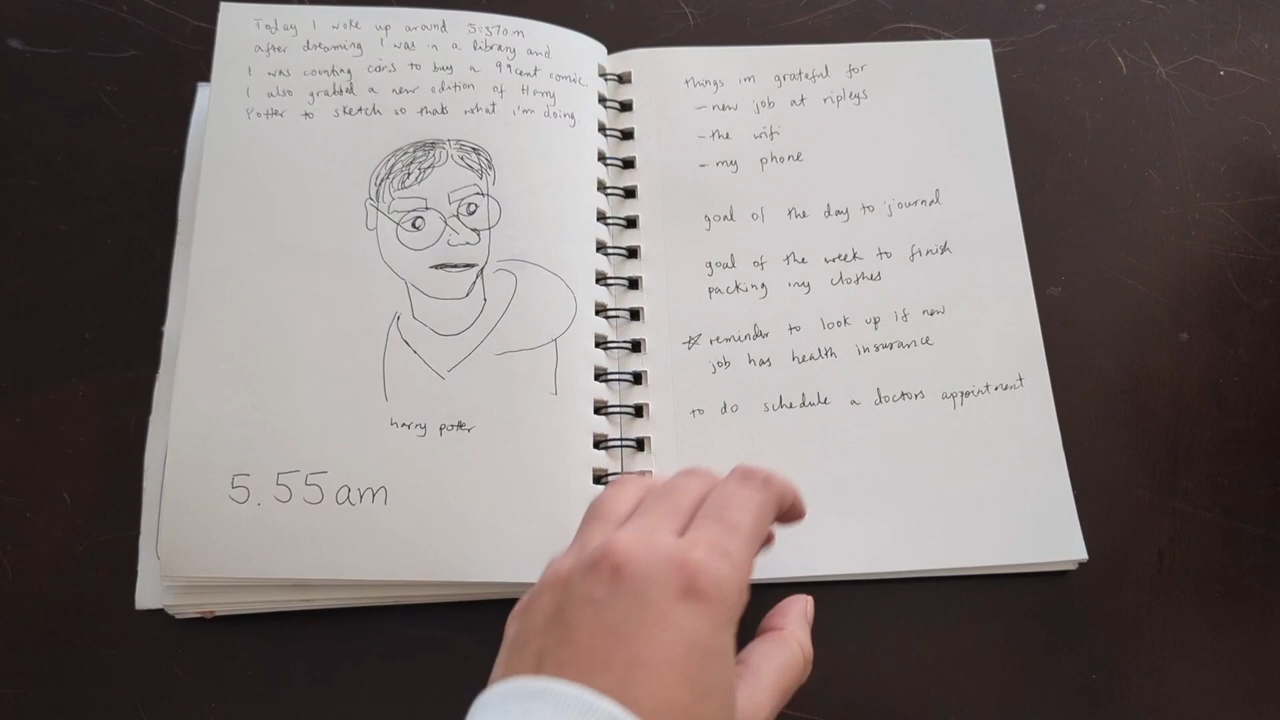 Today I woke up around 5:37am
after dreaming I was in a library and
I was counting coins to buy a 99cent comic.
I also grabbed a new edition of Harry
Potter to sketch so thats what i'm doing.
harry potter
5.55am
things im grateful for
- new job at ripleys
- the wifi
- my phone
goal of the day to journal
goal of the week to finish
packing my clothes
☆ reminder to look up if new
job has health insurance
to do schedule a doctors appointment